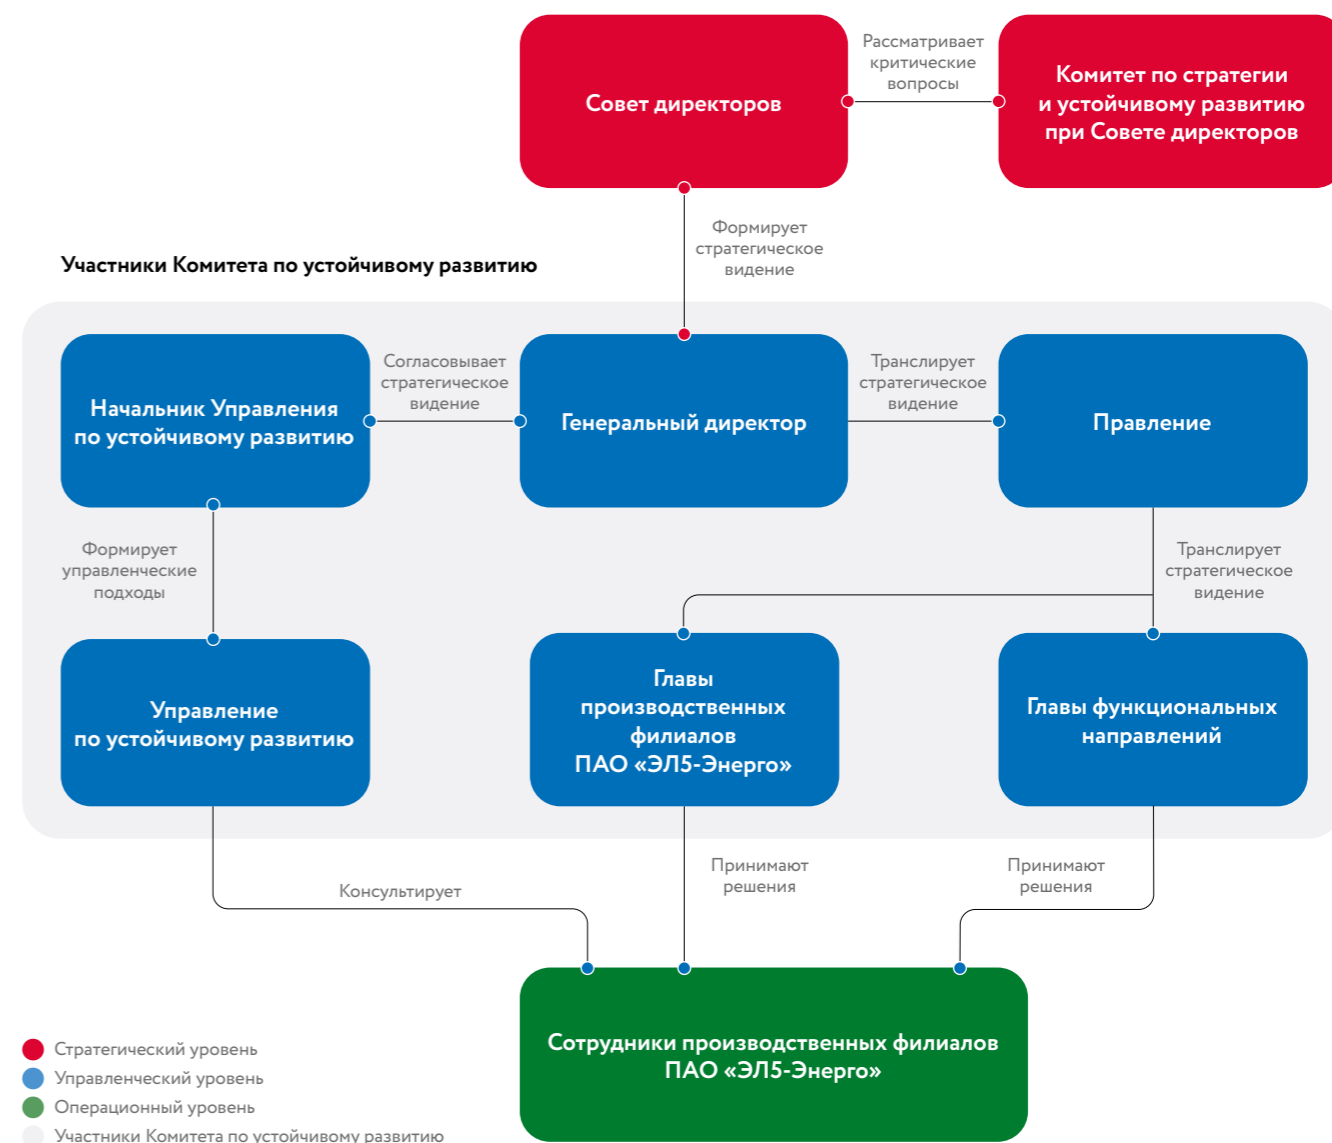 Совет директоров
Рассматривает
критические
вопросы
Комитет по стратегии
и устойчивому развитию
при Совете директоров
Формирует
стратегическое
видение
Участники Комитета по устойчивому развитию
Начальник Управления
по устойчивому развитию
Согласовывает
стратегическое
видение
Генеральный директор
Транслирует
стратегическое
видение
Правление
Формирует
управленческие
подходы
Транслирует
стратегическое
видение
Управление
по устойчивому развитию
Главы
производственных
филиалов
ПАО «ЭЛ5-Энерго»
Главы функциональных
направлений
Консультирует
Принимают
решения
Принимают
решения
Сотрудники производственных филиалов
ПАО «ЭЛ5-Энерго»
Стратегический уровень
Управленческий уровень
Операционный уровень
Участники Комитета по устойчивому развитию